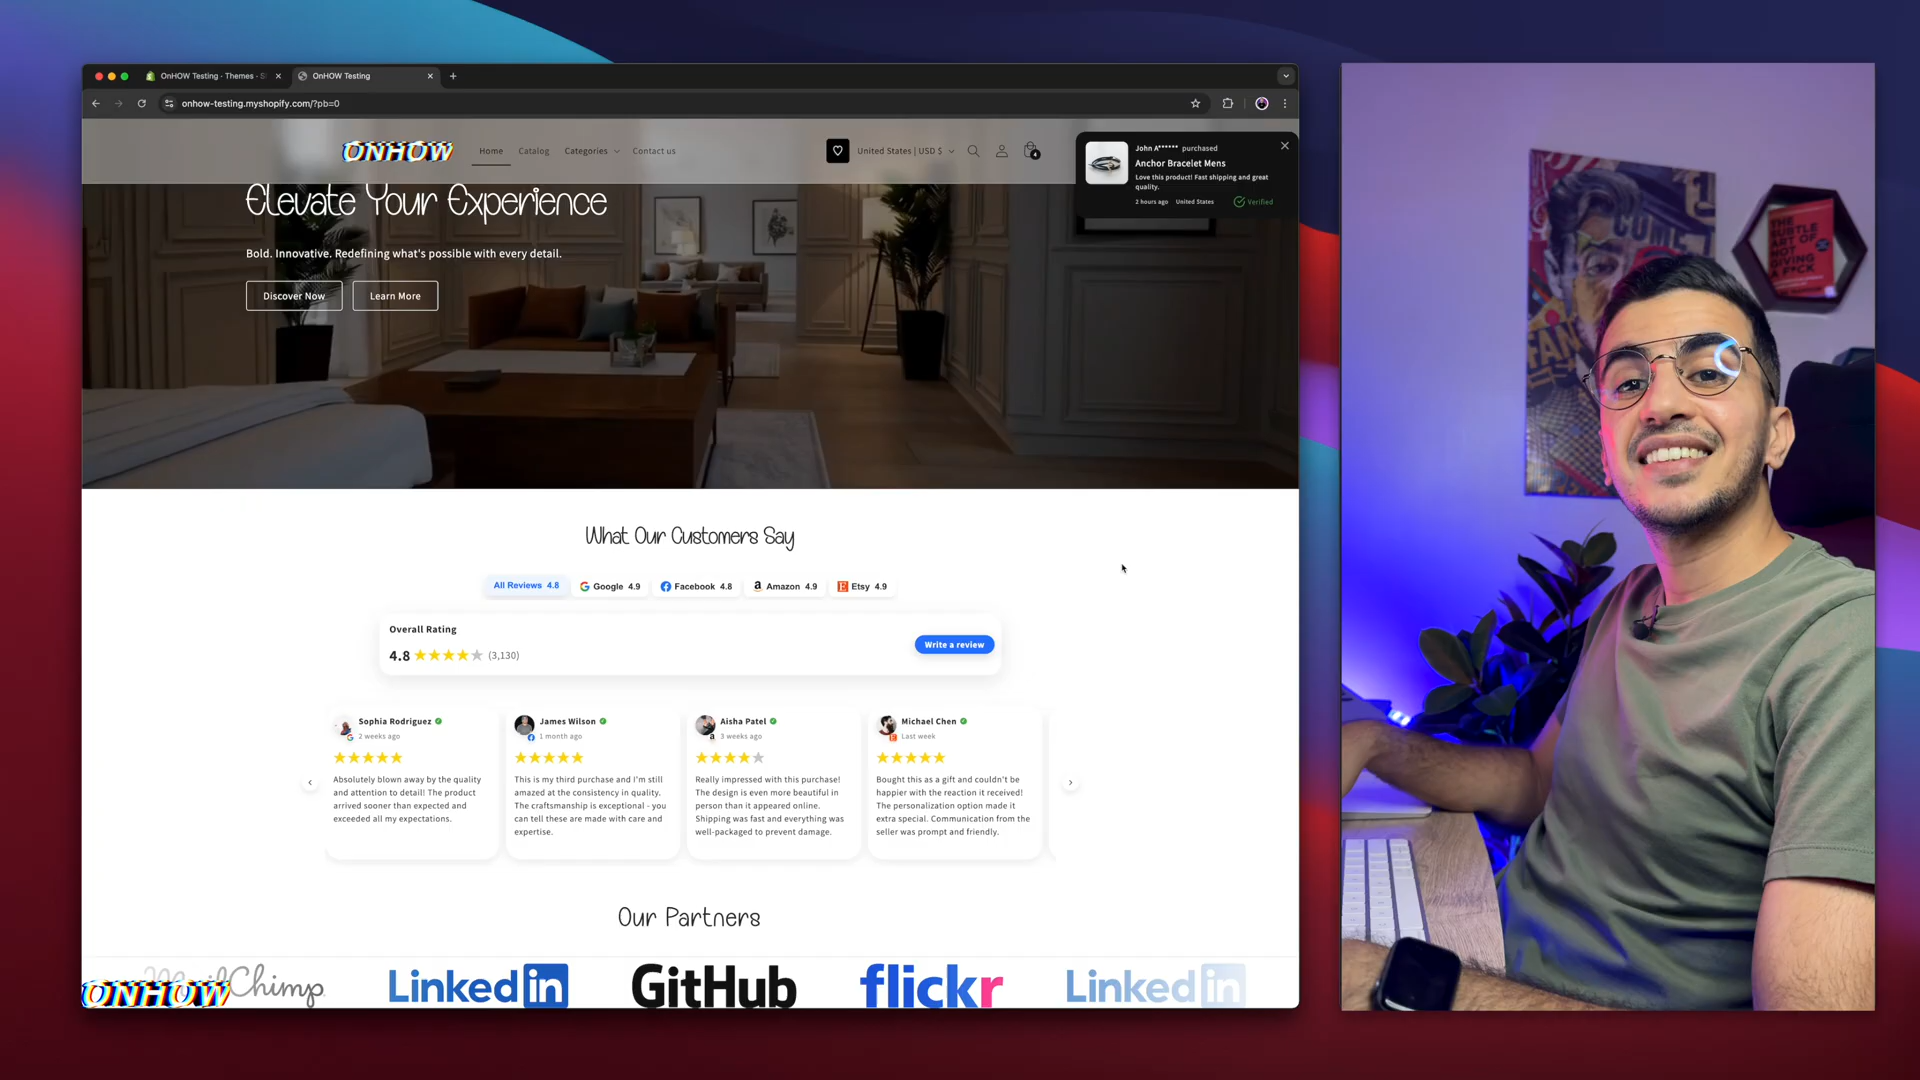 OnHOW Testing · Themes · S
OnHOW Testing
onhow-testing.myshopify.com/?pb=0
ONHOW
Home
Catalog
Categories
Contact us
United States | USD $
4
John A****** purchased
Anchor Bracelet Mens
Love this product! Fast shipping and great
quality.
2 hours ago United States Verified
Elevate Your Experience
Bold. Innovative. Redefining what's possible with every detail.
Discover Now
Learn More
What Our Customers Say
All Reviews 4.8
Google 4.9
Facebook 4.8
Amazon 4.9
Etsy 4.9
Overall Rating
4.8 (3,130)
Write a review
Sophia Rodriguez
2 weeks ago
Absolutely blown away by the quality
and attention to detail! The product
arrived sooner than expected and
exceeded all my expectations.
James Wilson
1 month ago
This is my third purchase and I'm still
amazed at the consistency in quality.
The craftsmanship is exceptional - you
can tell these are made with care and
expertise.
Aisha Patel
3 weeks ago
Really impressed with this purchase!
The design is even more beautiful in
person than it appeared online.
Shipping was fast and everything was
well-packaged to prevent damage.
Michael Chen
Last week
Bought this as a gift and couldn't be
happier with the reaction it received!
The personalization option made it
extra special. Communication from the
seller was prompt and friendly.
Our Partners
MailChimp
LinkedIn
GitHub
flickr
LinkedIn
ONHOW
THE
SUBTLE
ART OF
NOT
GIVING
A F*CK